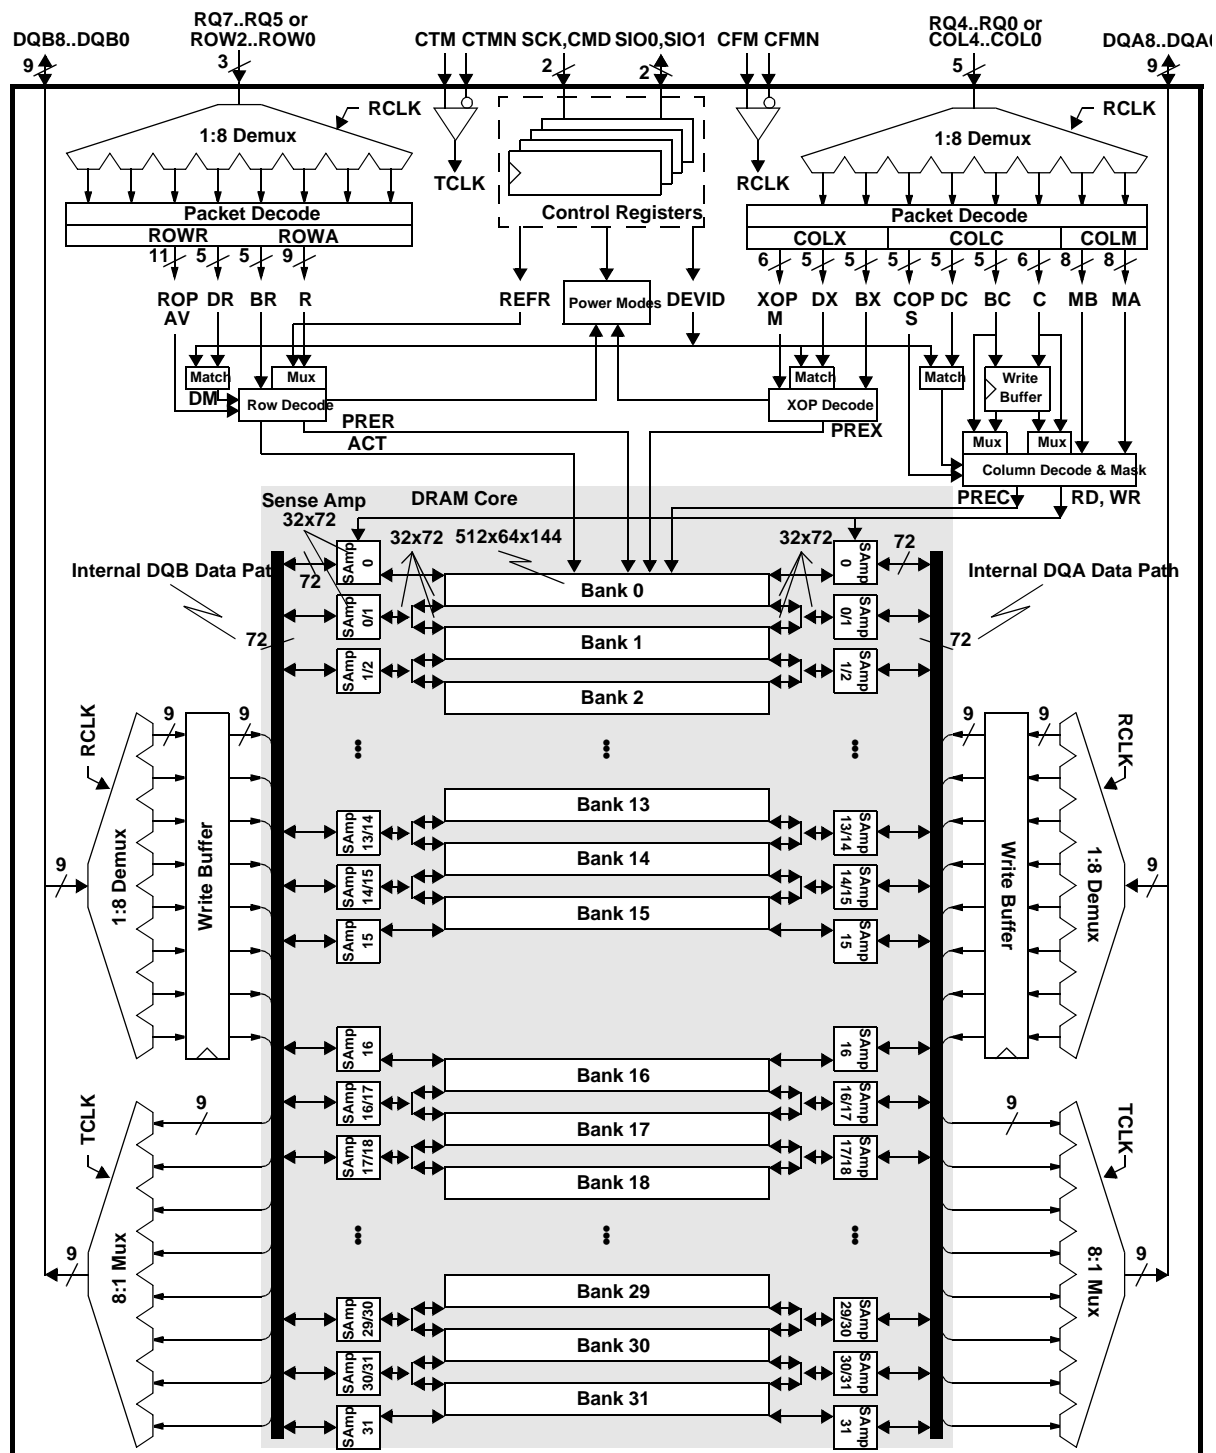 RQ7..RQ5 or
ROW2..ROW0
RQ4..RQ0 or
COL4..COL0
DQB8..DQB0
CTM CTMN SCK,CMD SIO0,SIO1 CFM CFMN
DQA8..DQA0
9
3
2
2
5
9
RCLK
1:8 Demux
TCLK
RCLK
RCLK
1:8 Demux
Packet Decode
Control Registers
Packet Decode
ROWR ROWA
COLX COLC COLM
11 5 5 9
6 5 5 5 5 5 6 8 8
ROP DR BR R
AV
REFR
Power Modes
DEVID
XOP DX BX COP DC BC C MB MA
M S
Match
Mux
Match
Match
Write
Buffer
DM
Row Decode
XOP Decode
PRER
PREX
ACT
Mux
Mux
Column Decode & Mask
PREC
RD, WR
Sense Amp
DRAM Core
32x72
32x72
512x64x144
32x72
72
72
Internal DQB Data Pat
Internal DQA Data Path
72
72
SAmp
0
Bank 0
SAmp
0
SAmp
0/1
Bank 1
SAmp
0/1
SAmp
1/2
Bank 2
SAmp
1/2
9
9
9
9
RCLK
RCLK
Bank 13
SAmp
13/14
Bank 14
SAmp
13/14
SAmp
14/15
Bank 15
SAmp
14/15
SAmp
15
SAmp
15
9
1:8 Demux
Write Buffer
Write Buffer
1:8 Demux
9
SAmp
16
Bank 16
SAmp
16
SAmp
16/17
Bank 17
SAmp
16/17
SAmp
17/18
Bank 18
SAmp
17/18
9
9
TCLK
TCLK
9
8:1 Mux
8:1 Mux
9
Bank 29
SAmp
29/30
Bank 30
SAmp
29/30
SAmp
30/31
Bank 31
SAmp
30/31
SAmp
31
SAmp
31